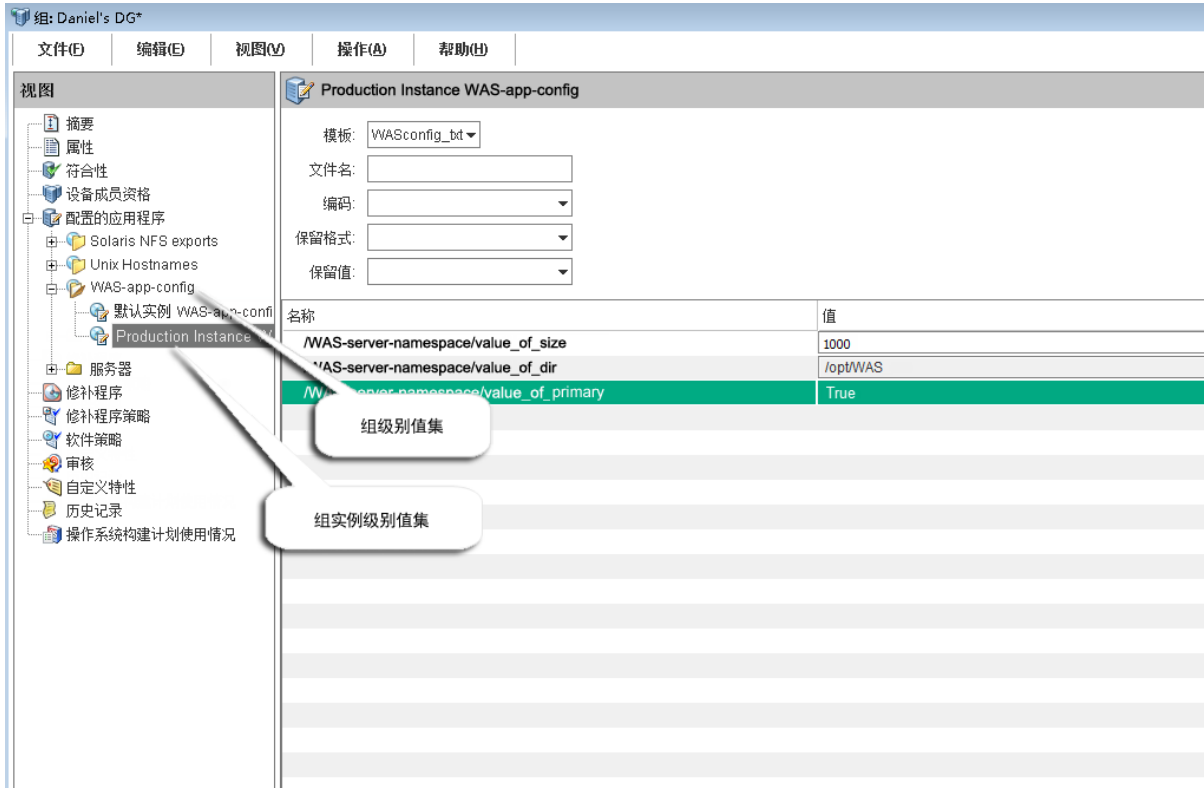 组: Daniel's DG*
文件(F) 编辑(E) 视图(V) 操作(A) 帮助(H)
视图
摘要
属性
符合性
设备成员资格
配置的应用程序
Solaris NFS exports
Unix Hostnames
WAS-app-config
默认实例 WAS-app-confi
Production Instance
服务器
修补程序
修补程序策略
软件策略
审核
自定义特性
历史记录
操作系统构建计划使用情况
Production Instance WAS-app-config
模板: WASconfig_txt
文件名:
编码:
保留格式:
保留值:
名称 值
/WAS-server-namespace/value_of_size 1000
/WAS-server-namespace/value_of_dir /opt/WAS
/WAS-server-namespace/value_of_primary True
组级别值集
组实例级别值集